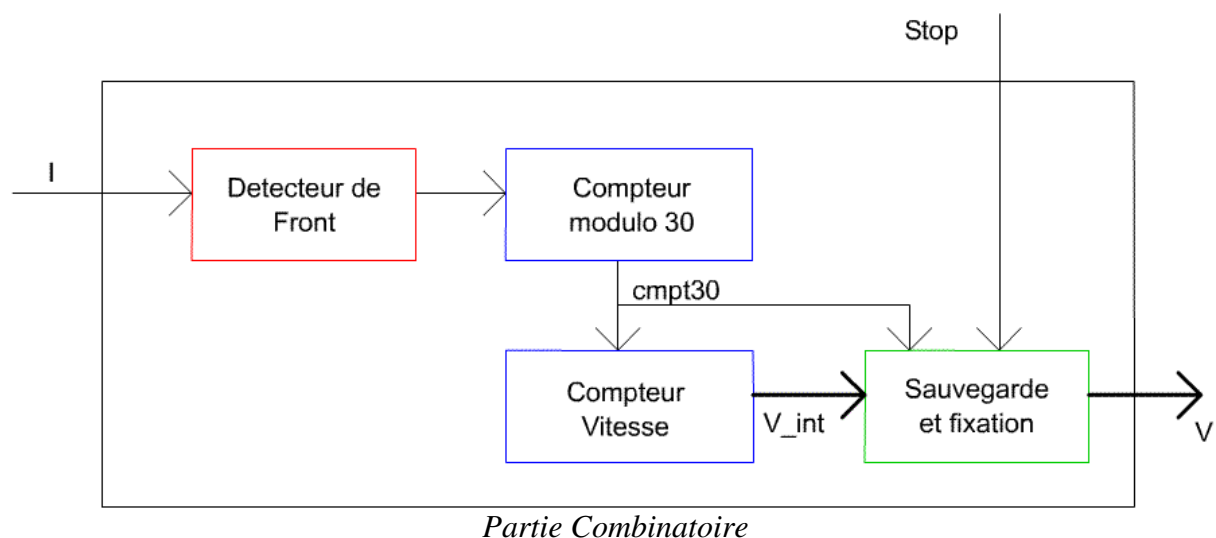 Stop
I
Detecteur de
Front
Compteur
modulo 30
cmpt30
Compteur
Vitesse
V_int
Sauvegarde
et fixation
V
Partie Combinatoire